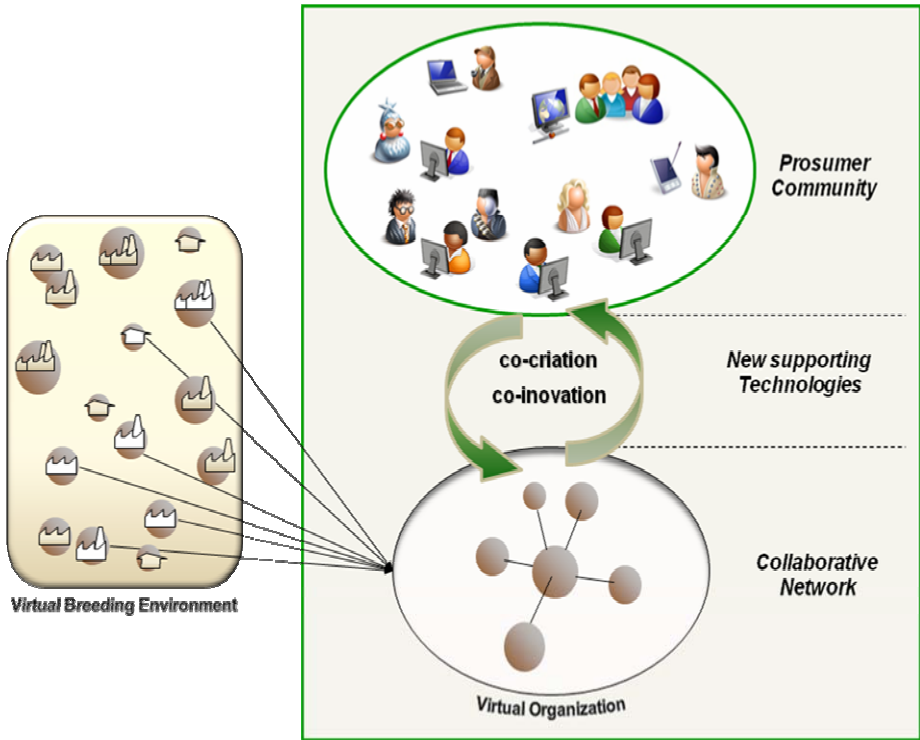 Prosumer
Community
co-criation
co-inovation
New supporting
Technologies
Collaborative
Network
Virtual Breeding Environment
Virtual Organization